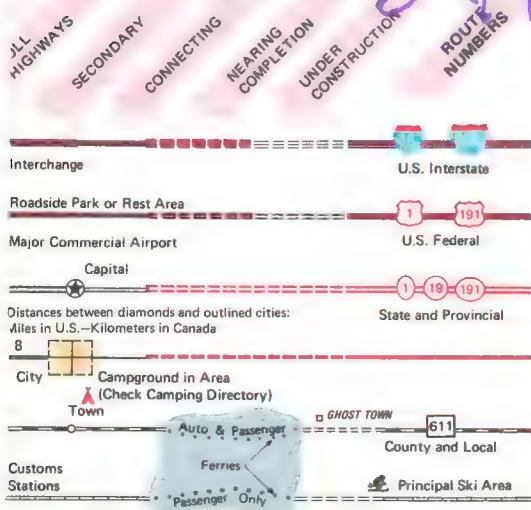 HIGHWAYS
SECONDARY
CONNECTING
NEARING
COMPLETION
UNDER
CONSTRUCTION
ROUTE
NUMBERS
Interchange
U.S. Interstate
Roadside Park or Rest Area
1 191
Major Commercial Airport
U.S. Federal
Capital
1 19 191
Distances between diamonds and outlined cities:
State and Provincial
Miles in U.S.—Kilometers in Canada
8
City
Campground in Area
(Check Camping Directory)
Town
Auto & Passenger
GHOST TOWN
611
County and Local
Customs
Stations
Ferries
Principal Ski Area
Passenger Only